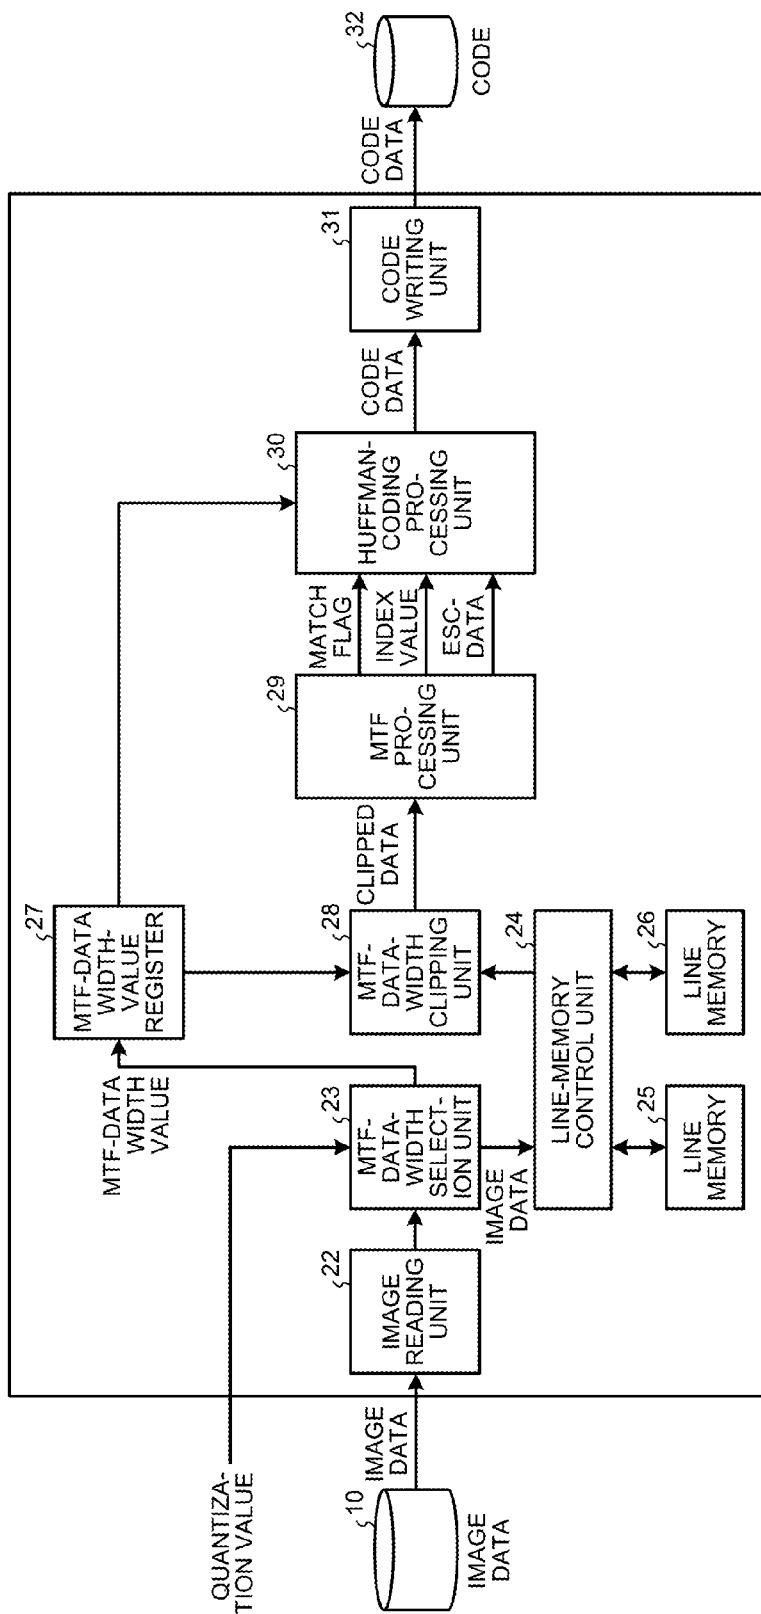 QUANTIZA-
TION VALUE
10
IMAGE
DATA
IMAGE
DATA
22
IMAGE
READING
UNIT
23
MTF-
DATA-
WIDTH
SELECT-
ION UNIT
MTF-DATA
WIDTH
VALUE
27
MTF-DATA
WIDTH-
VALUE
REGISTER
IMAGE
DATA
28
MTF-
DATA-WIDTH
CLIPPING
UNIT
24
LINE-MEMORY
CONTROL UNIT
25
LINE
MEMORY
26
LINE
MEMORY
CLIPPED
DATA
29
MTF
PRO-
CESSING
UNIT
MATCH
FLAG
INDEX
VALUE
ESC-
DATA
30
HUFFMAN-
CODING
PRO-
CESSING
UNIT
CODE
DATA
31
CODE
WRITING
UNIT
CODE
DATA
32
CODE